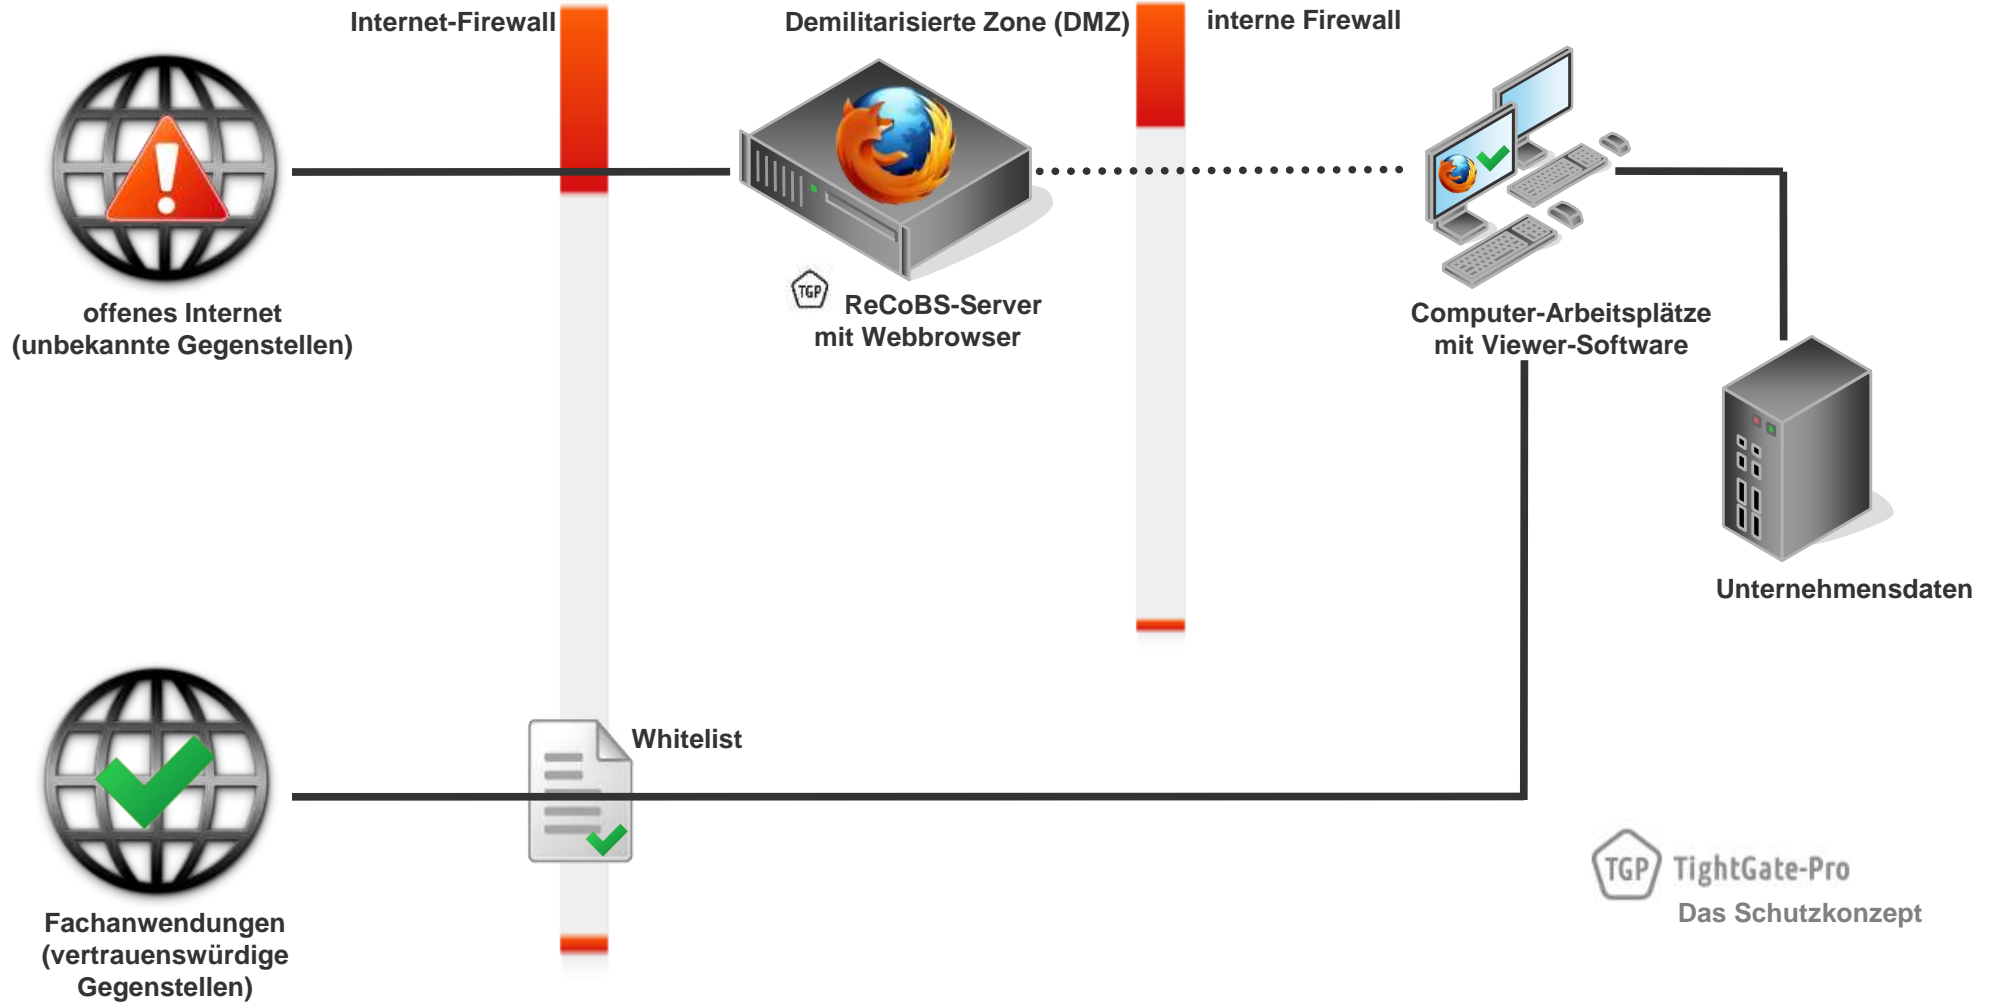 Internet-Firewall
Demilitarisierte Zone (DMZ)
interne Firewall
offenes Internet
(unbekannte Gegenstellen)
TGP
ReCoBS-Server
mit Webbrowser
Computer-Arbeitsplätze
mit Viewer-Software
Unternehmensdaten
Whitelist
Fachanwendungen
(vertrauenswürdige
Gegenstellen)
TGP TightGate-Pro
Das Schutzkonzept